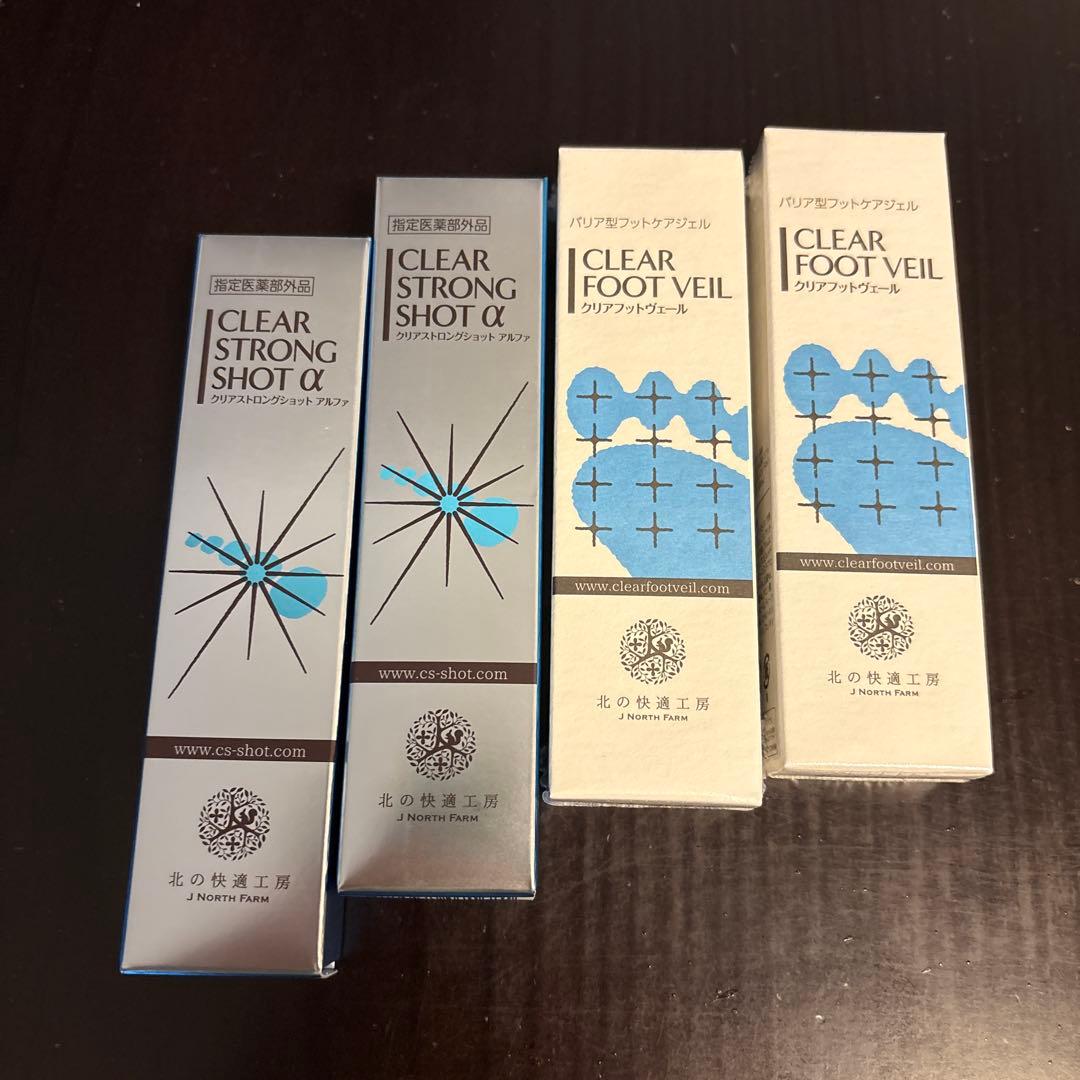 指定医薬部外品
CLEAR
STRONG
SHOT α
クリアストロングショット アルファ
www.cs-shot.com
北の快適工房
J NORTH FARM
指定医薬部外品
CLEAR
STRONG
SHOT α
クリアストロングショット アルファ
www.cs-shot.com
北の快適工房
J NORTH FARM
バリア型フットケアジェル
CLEAR
FOOT VEIL
クリアフットヴェール
www.clearfootveil.com
北の快適工房
J NORTH FARM
バリア型フットケアジェル
CLEAR
FOOT VEIL
クリアフットヴェール
www.clearfootveil.com
北の快適工房
J NORTH FARM